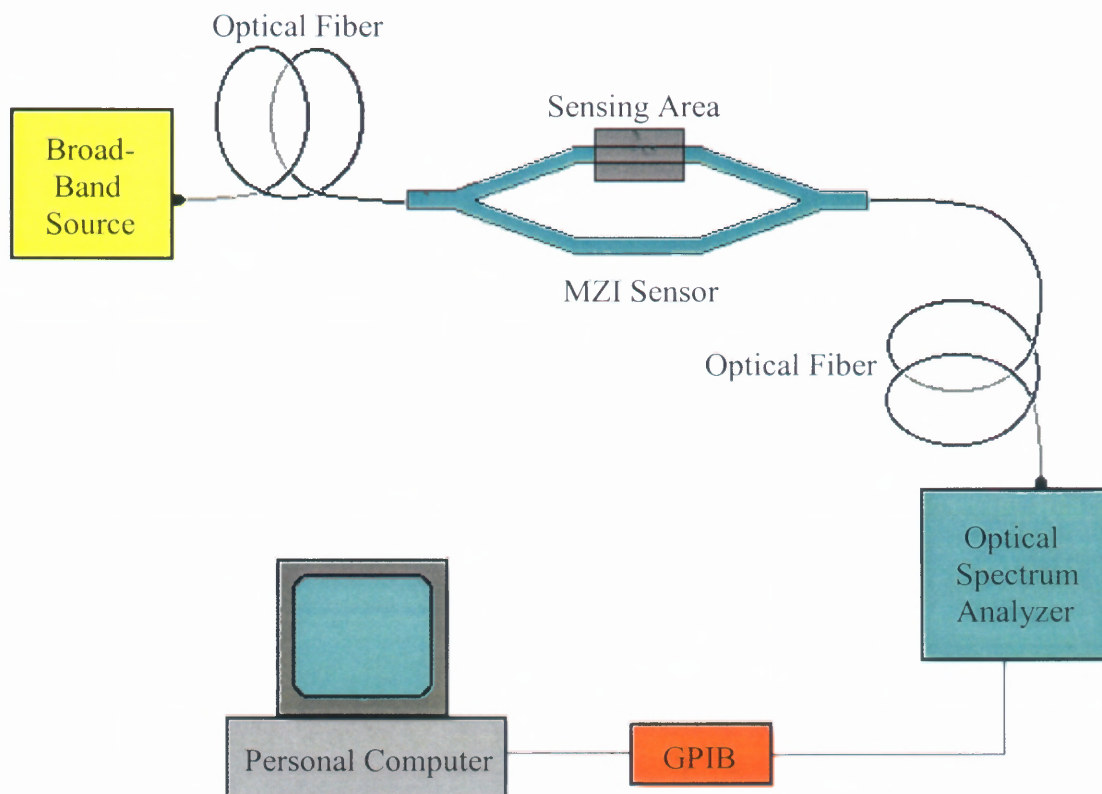 Optical Fiber
Broad-
Band
Source
Sensing Area
MZI Sensor
Optical Fiber
Optical
Spectrum
Analyzer
Personal Computer
GPIB